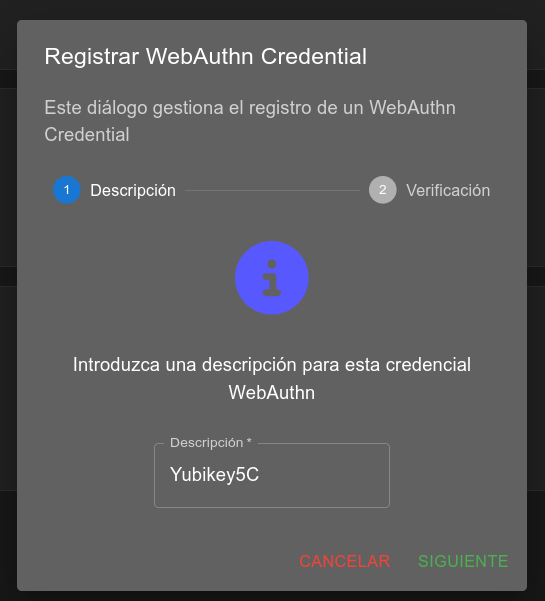 Registrar WebAuthn Credential
Este diálogo gestiona el registro de un WebAuthn
Credential
1 Descripción 2 Verificación
Introduzca una descripción para esta credencial
WebAuthn
Descripción *
Yubikey5C
CANCELAR SIGUIENTE